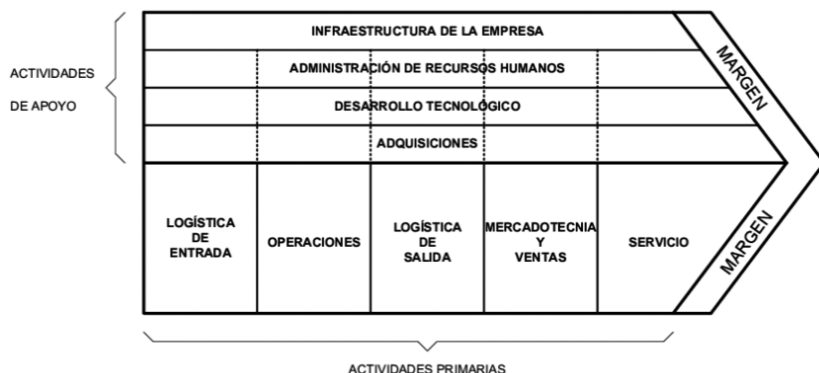 INFRAESTRUCTURA DE LA EMPRESA
ACTIVIDADES
DE APOYO
ADMINISTRACIÓN DE RECURSOS HUMANOS
DESARROLLO TECNOLÓGICO
ADQUISICIONES
MARGEN
LOGÍSTICA
DE
ENTRADA
OPERACIONES
LOGÍSTICA
DE
SALIDA
MERCADOTECNIA
Y
VENTAS
SERVICIO
MARGEN
ACTIVIDADES PRIMARIAS